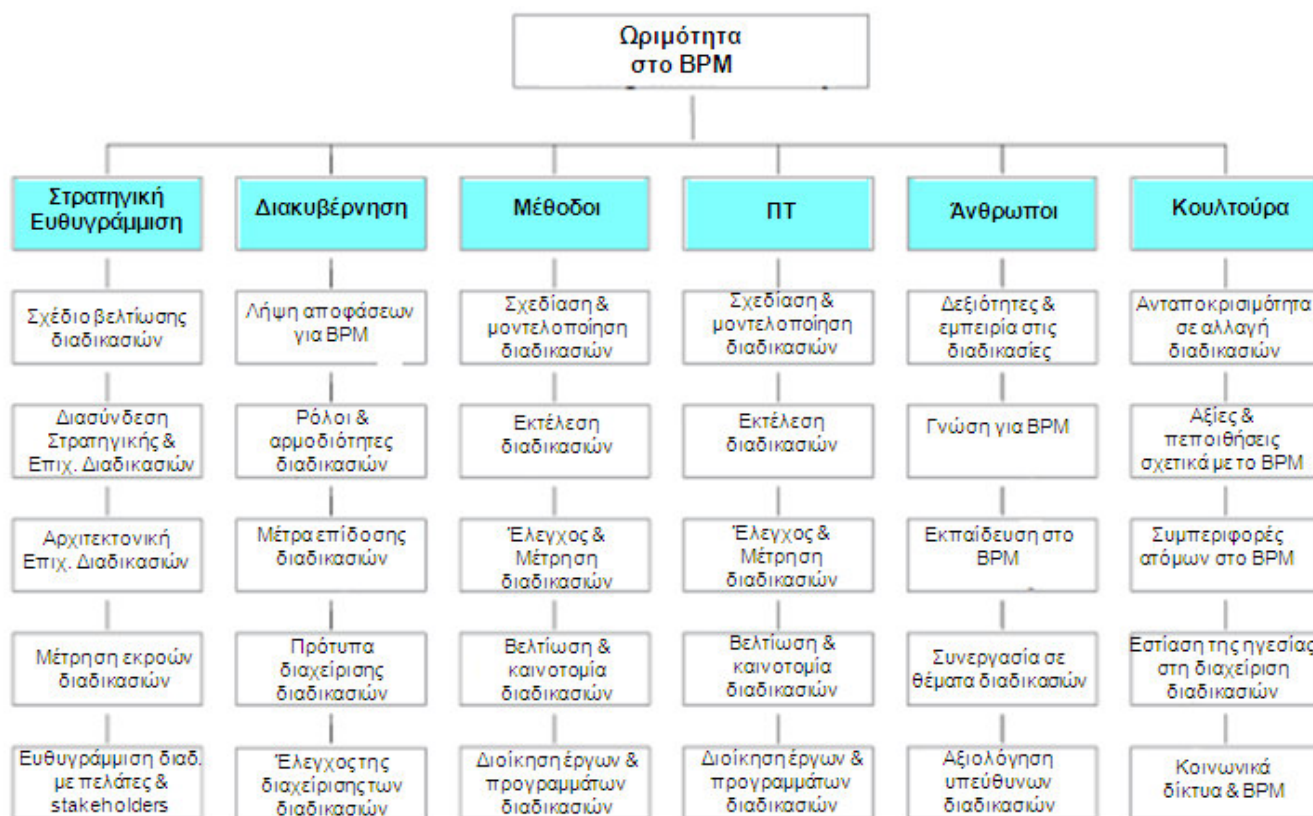 Ωριμότητα
στο BPM
Στρατηγική
Ευθυγράμμιση
Διακυβέρνηση
Μέθοδοι
ΠΤ
Άνθρωποι
Κουλτούρα
Σχέδιο βελτίωσης
διαδικασιών
Λήψη αποφάσεων
για BPM
Σχεδίαση &
μοντελοποίηση
διαδικασιών
Σχεδίαση &
μοντελοποίηση
διαδικασιών
Δεξιότητες &
εμπειρία στις
διαδικασίες
Ανταποκρισιμότητα
σε αλλαγή
διαδικασιών
Διασύνδεση
Στρατηγικής &
Επιχ. Διαδικασιών
Ρόλοι &
αρμοδιότητες
διαδικασιών
Εκτέλεση
διαδικασιών
Εκτέλεση
διαδικασιών
Γνώση για BPM
Αξίες &
πεποιθήσεις
σχετικά με το BPM
Αρχιτεκτονική
Επιχ. Διαδικασιών
Μέτρα επίδοσης
διαδικασιών
Έλεγχος &
Μέτρηση
διαδικασιών
Έλεγχος &
Μέτρηση
διαδικασιών
Εκπαίδευση στο
BPM
Συμπεριφορές
ατόμων στο BPM
Μέτρηση εκροών
διαδικασιών
Πρότυπα
διαχείρισης
διαδικασιών
Βελτίωση &
καινοτομία
διαδικασιών
Βελτίωση &
καινοτομία
διαδικασιών
Συνεργασία σε
θέματα διαδικασιών
Εστίαση της ηγεσίας
στη διαχείριση
διαδικασιών
Ευθυγράμμιση διαδ.
με πελάτες &
stakeholders
Έλεγχος της
διαχείρισης των
διαδικασιών
Διοίκηση έργων &
προγραμμάτων
διαδικασιών
Διοίκηση έργων &
προγραμμάτων
διαδικασιών
Αξιολόγηση
υπεύθυνων
διαδικασιών
Κοινωνικά
δίκτυα & BPM